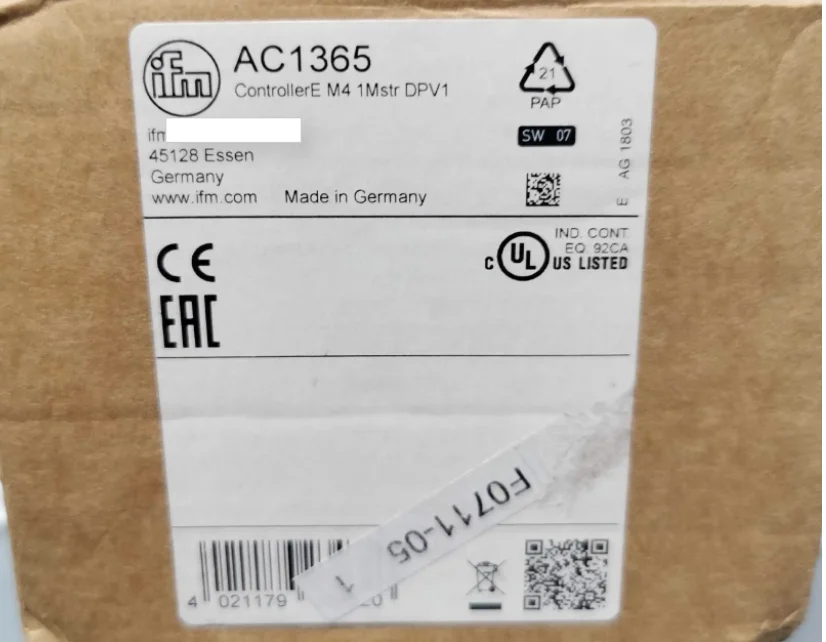 ifm
AC1365
ControllerE M4 1Mstr DPV1
21
PAP
ifm
45128 Essen
Germany
www.ifm.com
Made in Germany
SW 07
E AG 1803
CE
EAC
C UL US LISTED
IND. CONT.
EQ. 92CA
F0711-05
1
4 021179 20